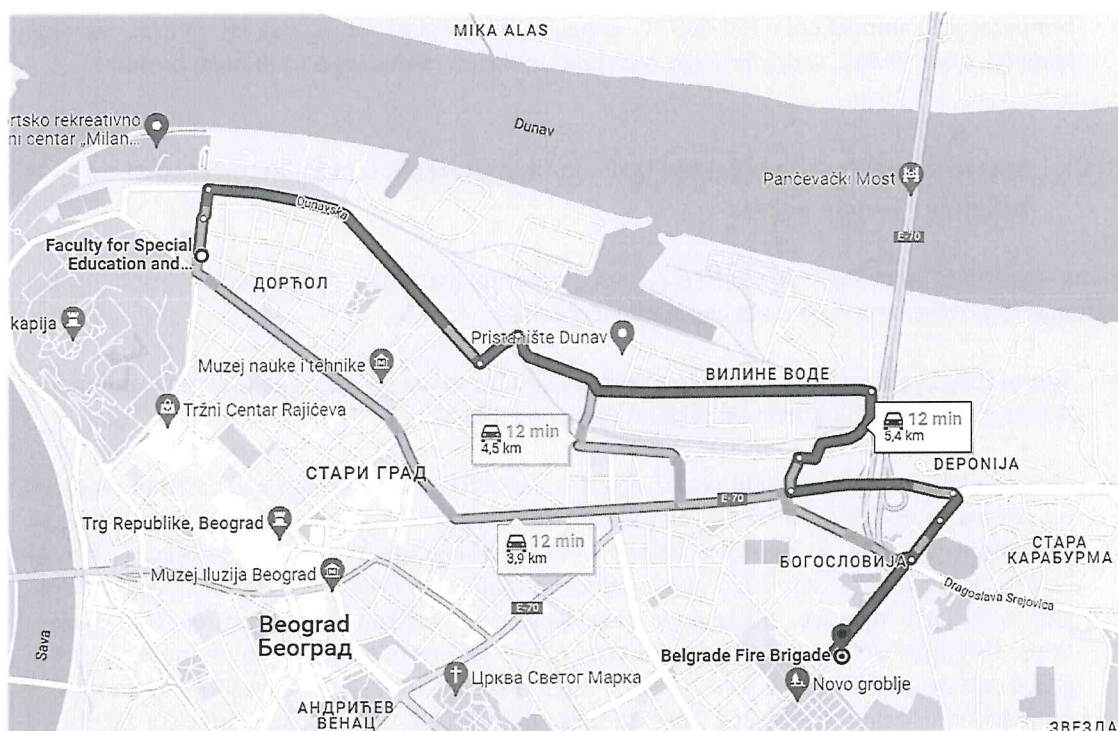 MIKA ALAS
Dunav
ni centar „Milan...
Pančevački Most
E-70
Dunavska
Faculty for Special
Education and...
ДОРЋОЛ
kapija
Pristanište Dunav
Muzej nauke i tehnike
ВИЛИНЕ ВОДЕ
Tržni Centar Rajićeva
12 min
4,5 km
12 min
5,4 km
DEPONIJA
СТАРИ ГРАД
E-70
Trg Republike, Beograd
12 min
3,9 km
СТАРА
КАРАБУРМА
БОГОСЛОВИЈА
Muzej Iluzija Beograd
Dragoslava Srejovica
E-70
Beograd
Београд
Sava
Belgrade Fire Brigade
Црква Светог Марка
Novo groblje
АНДРИЋЕВ
ВЕНАЦ
ЗВЕЗДА